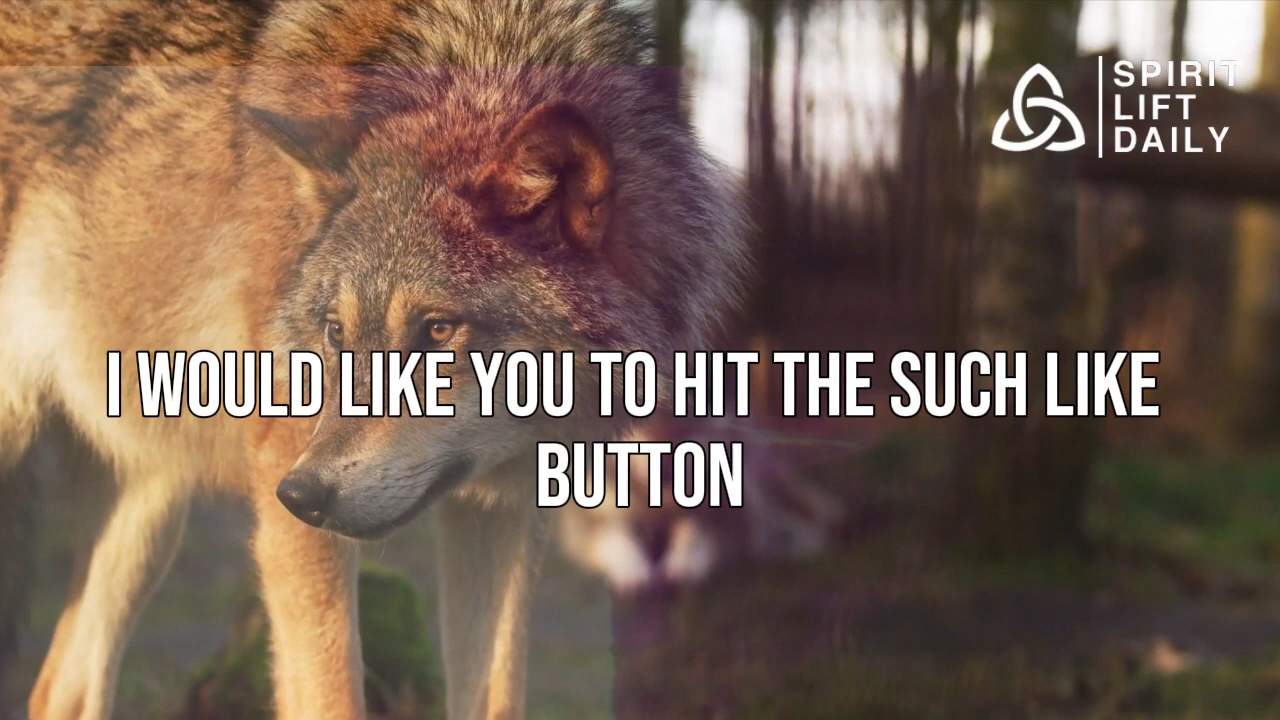 SPIRIT
LIFT
DAILY
I WOULD LIKE YOU TO HIT THE SUCH LIKE
BUTTON